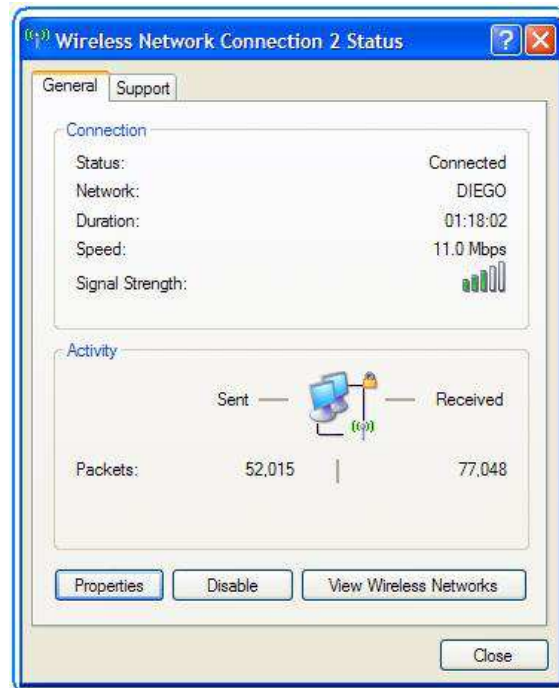 Wireless Network Connection 2 Status
General Support
Connection
Status: Connected
Network: DIEGO
Duration: 01:18:02
Speed: 11.0 Mbps
Signal Strength:
Activity
Sent Received
Packets: 52,015 77,048
Properties Disable View Wireless Networks
Close